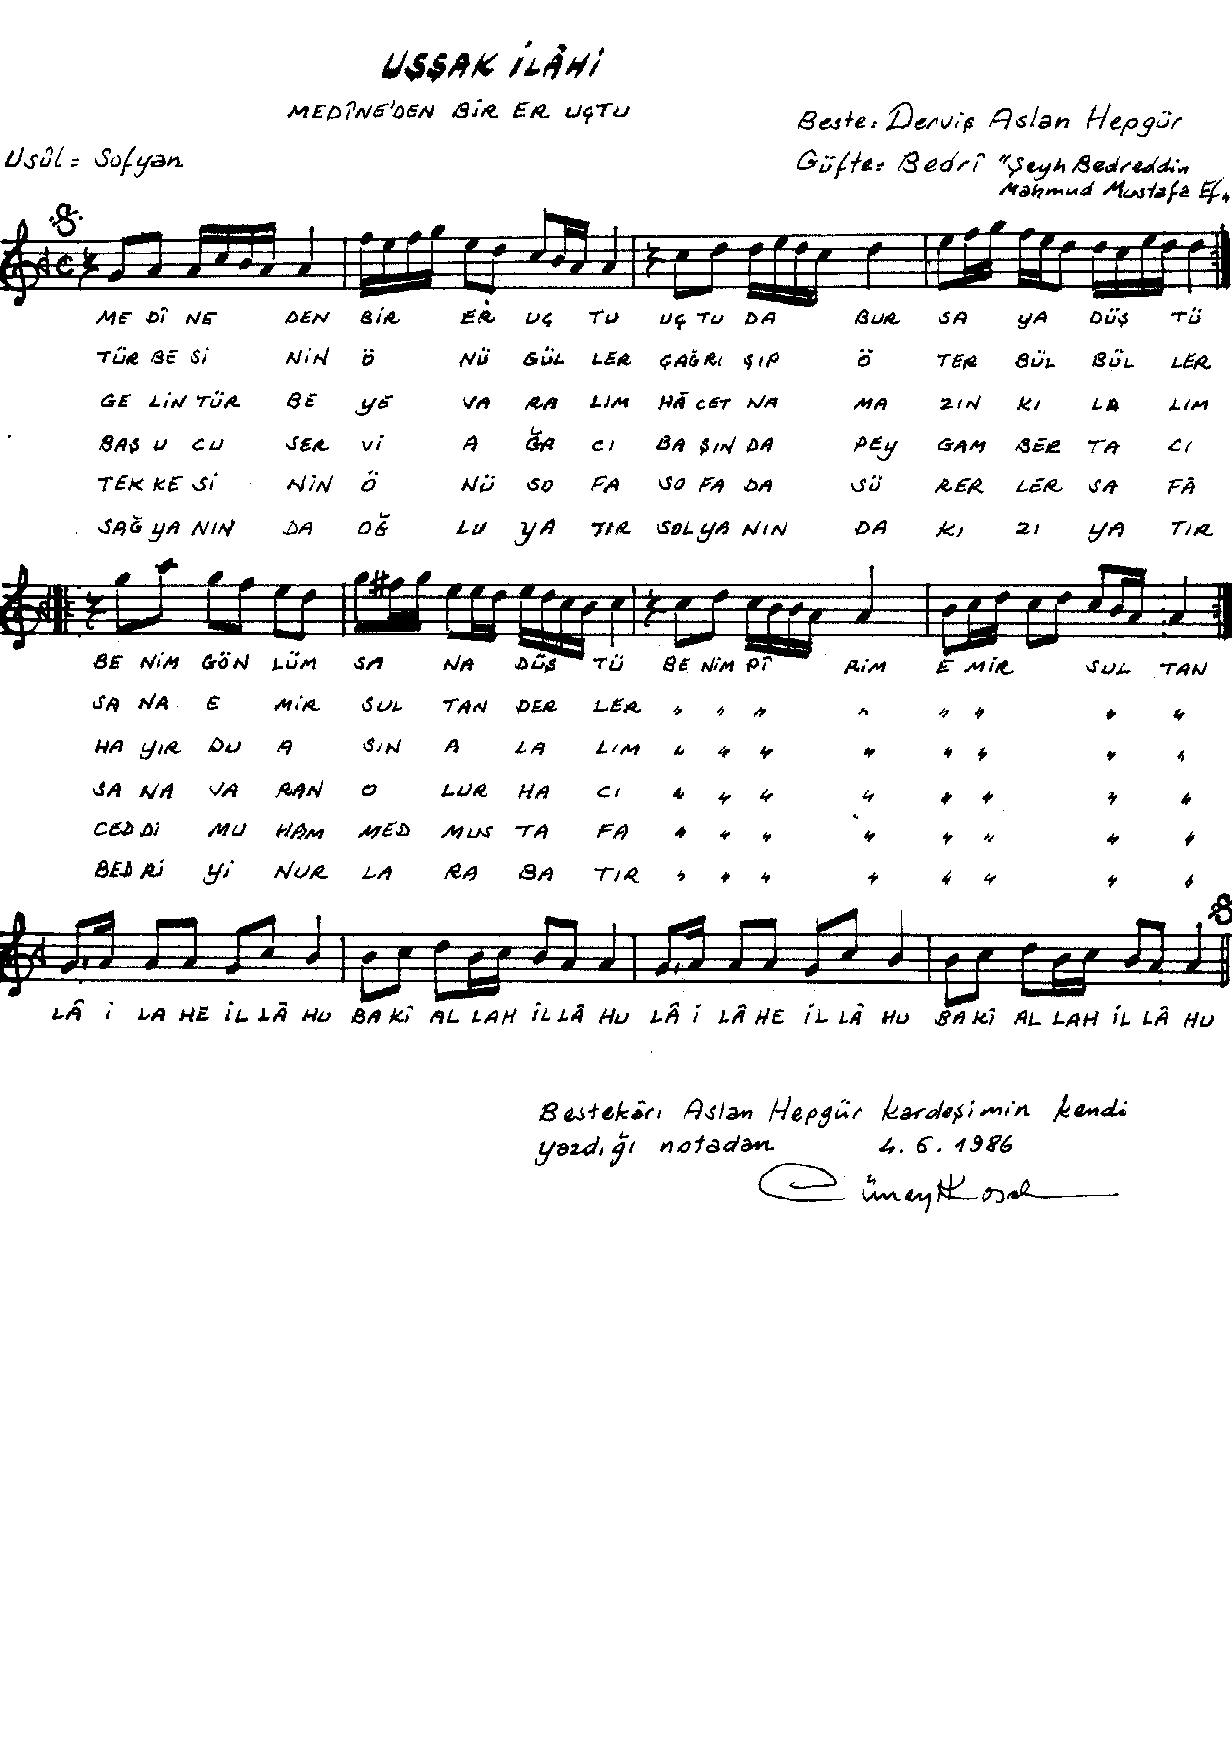 UŞŞAK İLÂHİ
MEDÎNE'DEN BİR ER UÇTU
Beste: Derviş Aslan Hepgür
Usûl = Sofyan
Güfte: Bedrî "Şeyh Bedreddin
Mahmud Mustafa Ef.,
ME DÎ NE DEN BİR ER UÇ TU UÇ TU DA BUR SA YA DÜŞ TÜ
TÜR BE Sİ NİN Ö NÜ GÜL LER ÇAĞRI ŞIP Ö TER BÜL BÜL LER
GE LİN TÜR BE YE VA RA LIM HÂ CET NA MA ZIN KI LA LIM
BAŞ U CU SER Vİ A ĞA CI BA ŞIN DA PEY GAM BER TA CI
TEK KE Sİ NİN Ö NÜ SO FA SO FA DA SÜ RER LER SA FÂ
SAĞ YA NIN DA OĞ LU YA TIR SOL YA NIN DA KI ZI YA TIR
BE NİM GÖN LÜM SA NA DÜŞ TÜ BE NİM PÎ RİM E MİR SUL TAN
SA NA E MİR SUL TAN DER LER " " " " " " " "
HA YIR DU A SIN A LA LIM " " " " " " " "
SA NA VA RAN O LUR HA CI " " " " " " " "
CED Dİ MU HAM MED MUS TA FA " " " " " " " "
BED Rİ Yİ NUR LA RA BA TIR " " " " " " " "
LÂ İ LA HE İL LÂ HU BA KÎ AL LAH İL LÂ HU LÂ İ LÂ HE İL LÂ HU BA KÎ AL LAH İL LÂ HU
Bestekârı Aslan Hepgür kardeşimin kendi
yazdığı notadan 4.6.1986
Cüneyt Kosal